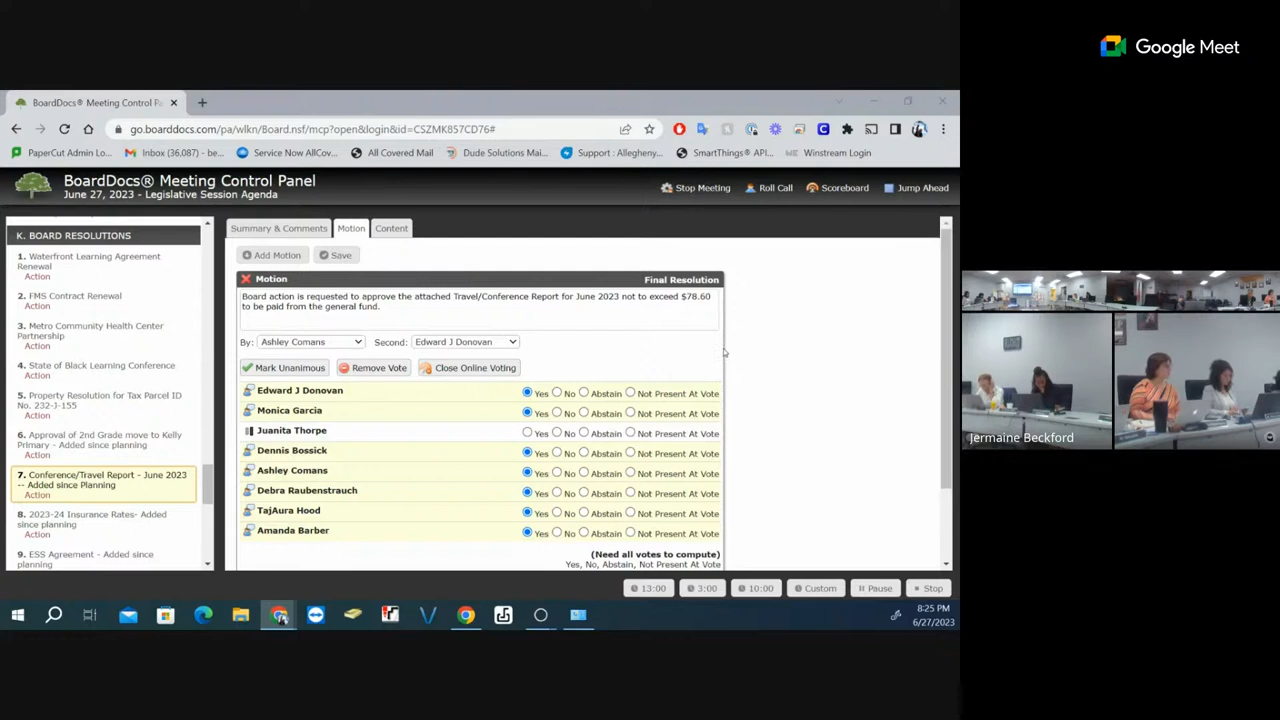 Google Meet
BoardDocs® Meeting Control Pa
go.boarddocs.com/pa/wlkn/Board.nsf/mcp?open&login&id=CSZMK857CD76#
PaperCut Admin Lo...
Inbox (36,087) - be...
Service Now AllCov...
All Covered Mail
Dude Solutions Mai...
Support : Allegheny...
SmartThings® API...
Winstream Login
BoardDocs® Meeting Control Panel
June 27, 2023 - Legislative Session Agenda
Stop Meeting
Roll Call
Scoreboard
Jump Ahead
K. BOARD RESOLUTIONS
1. Waterfront Learning Agreement
Renewal
Action
2. FMS Contract Renewal
Action
3. Metro Community Health Center
Partnership
Action
4. State of Black Learning Conference
Action
5. Property Resolution for Tax Parcel ID
No. 232-J-155
Action
6. Approval of 2nd Grade move to Kelly
Primary - Added since planning
Action
7. Conference/Travel Report - June 2023
-- Added since Planning
Action
8. 2023-24 Insurance Rates- Added
since planning
Action
9. ESS Agreement - Added since
planning
Summary & Comments
Motion
Content
Add Motion
Save
Motion
Final Resolution
Board action is requested to approve the attached Travel/Conference Report for June 2023 not to exceed $78.60
to be paid from the general fund.
By: Ashley Comans Second: Edward J Donovan
Mark Unanimous
Remove Vote
Close Online Voting
Edward J Donovan Yes No Abstain Not Present At Vote
Monica Garcia Yes No Abstain Not Present At Vote
Juanita Thorpe Yes No Abstain Not Present At Vote
Dennis Bossick Yes No Abstain Not Present At Vote
Ashley Comans Yes No Abstain Not Present At Vote
Debra Raubenstrauch Yes No Abstain Not Present At Vote
TajAura Hood Yes No Abstain Not Present At Vote
Amanda Barber Yes No Abstain Not Present At Vote
(Need all votes to compute)
Yes, No, Abstain, Not Present At Vote
13:00
3:00
10:00
Custom
Pause
Stop
8:25 PM
6/27/2023
Jermaine Beckford